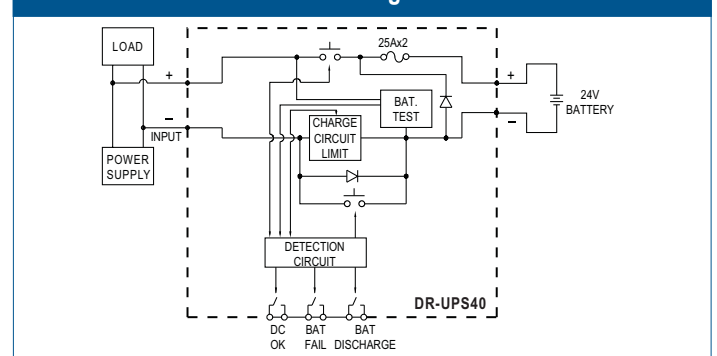 LOAD
25Ax2
+
+
BAT.
TEST
24V
BATTERY
–
–
CHARGE
CIRCUIT
LIMIT
INPUT
POWER
SUPPLY
DETECTION
CIRCUIT
DR-UPS40
DC
OK
BAT
FAIL
BAT
DISCHARGE